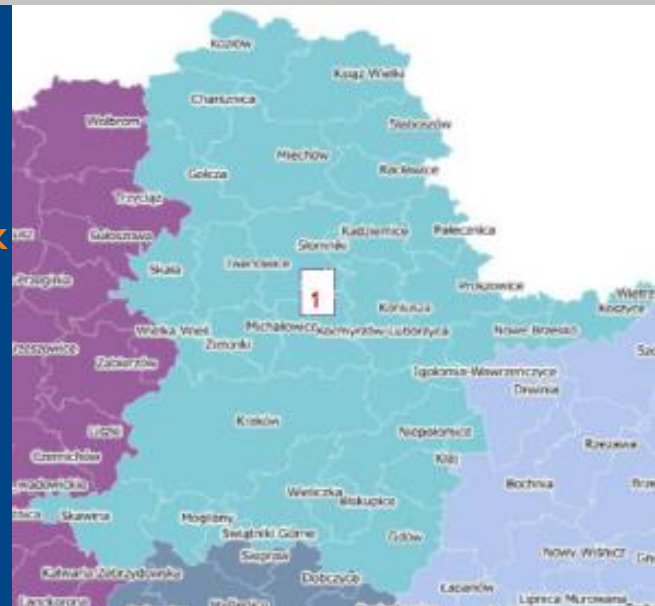 Kozłów
Książ Wielki
Charsznica
Wolbrom
Słaboszów
Miechów
Racławice
Gołcza
Trzyciąż
Radziemice
Pałecznica
Sułoszowa
Słomniki
Skała
Iwanowice
Proszowice
1
Koniusza
Koszyce
Wielka Wieś
Michałowice
Kocmyrzów-Luborzyca
Nowe Brzesko
Zielonki
Zabierzów
Igołomia-Wawrzeńczyce
Drwinia
Kraków
Liszki
Niepołomice
Rzezawa
Czernichów
Kłaj
Bochnia
Wieliczka
Biskupice
Skawina
Mogilany
Świątniki Górne
Gdów
Siepraw
Nowy Wiśnicz
Kalwaria Zebrzydowska
Dobczyce
Łapanów
Lanckorona
Lipnica Murowana